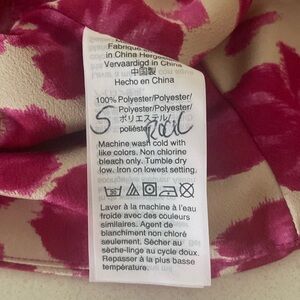 Fabriqué
in China Herges
Vervaardigd in China
中国製
Hecho en China
100% Polyester/Polyester/
Polyester/Polyester/
ポリエステル/
poliéster
S
Machine wash cold with
like colors. Non chlorine
bleach only. Tumble dry
low. Iron on lowest setting.
Laver à la machine à l'eau
froide avec des couleurs
similaires. Agent de
blanchiment non chloré
seulement. Sécher au
sèche-linge au cycle doux.
Repasser à la plus basse
température.